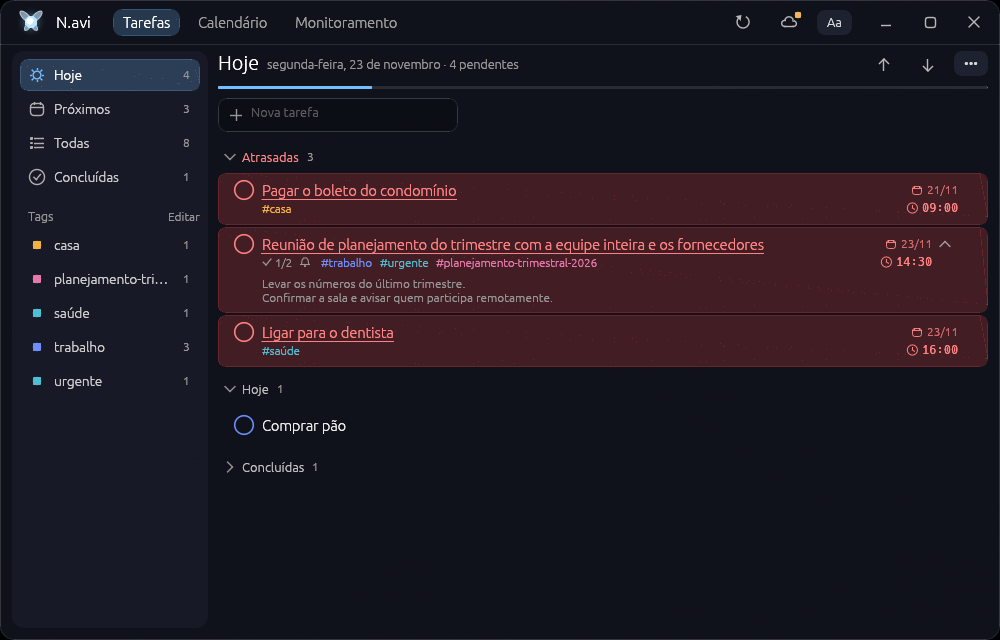 N.avi Tarefas Calendário Monitoramento Aa
Hoje 4
Próximos 3
Todas 8
Concluídas 1
Tags Editar
casa 1
planejamento-tri... 1
saúde 1
trabalho 3
urgente 1
Hoje segunda-feira, 23 de novembro · 4 pendentes
Nova tarefa
Atrasadas 3
Pagar o boleto do condomínio 21/11
#casa 09:00
Reunião de planejamento do trimestre com a equipe inteira e os fornecedores 23/11
1/2 #trabalho #urgente #planejamento-trimestral-2026 14:30
Levar os números do último trimestre.
Confirmar a sala e avisar quem participa remotamente.
Ligar para o dentista 23/11
#saúde 16:00
Hoje 1
Comprar pão
Concluídas 1